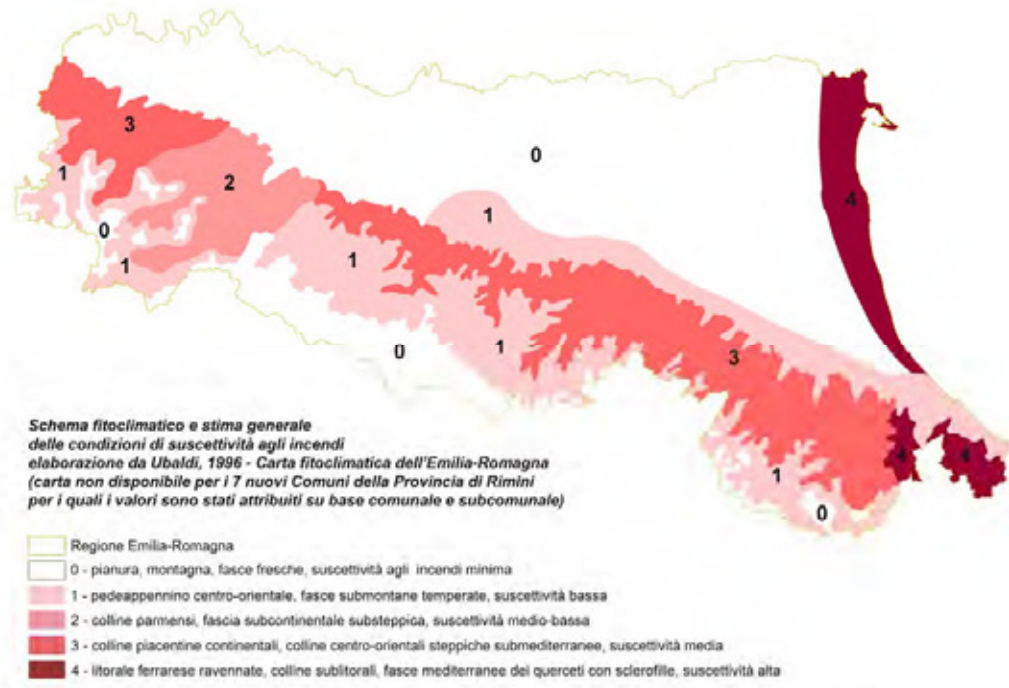 3
0
1
2
1
4
0
1
1
0
1
3
4
4
1
0
Schema fitoclimatico e stima generale
delle condizioni di suscettività agli incendi
elaborazione da Ubaldi, 1996 - Carta fitoclimatica dell'Emilia-Romagna
(carta non disponibile per i 7 nuovi Comuni della Provincia di Rimini
per i quali i valori sono stati attribuiti su base comunale e subcomunale)
Regione Emilia-Romagna
0 - pianura, montagna, fasce fresche, suscettività agli incendi minima
1 - pedeappennino centro-orientale, fasce submontane temperate, suscettività bassa
2 - colline parmensi, fascia subcontinentale substeppica, suscettività medio-bassa
3 - colline piacentine continentali, colline centro-orientali steppiche submediterranee, suscettività media
4 - litorale ferrarese ravennate, colline sublitorali, fasce mediterranee dei querceti con sclerofille, suscettività alta